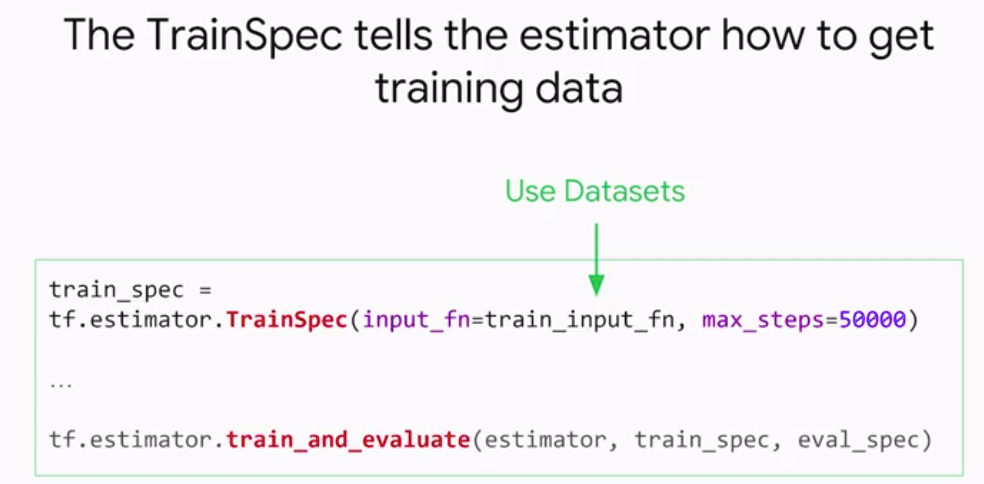 The TrainSpec tells the estimator how to get
training data
Use Datasets
train_spec =
tf.estimator.TrainSpec(input_fn=train_input_fn, max_steps=50000)
...
tf.estimator.train_and_evaluate(estimator, train_spec, eval_spec)